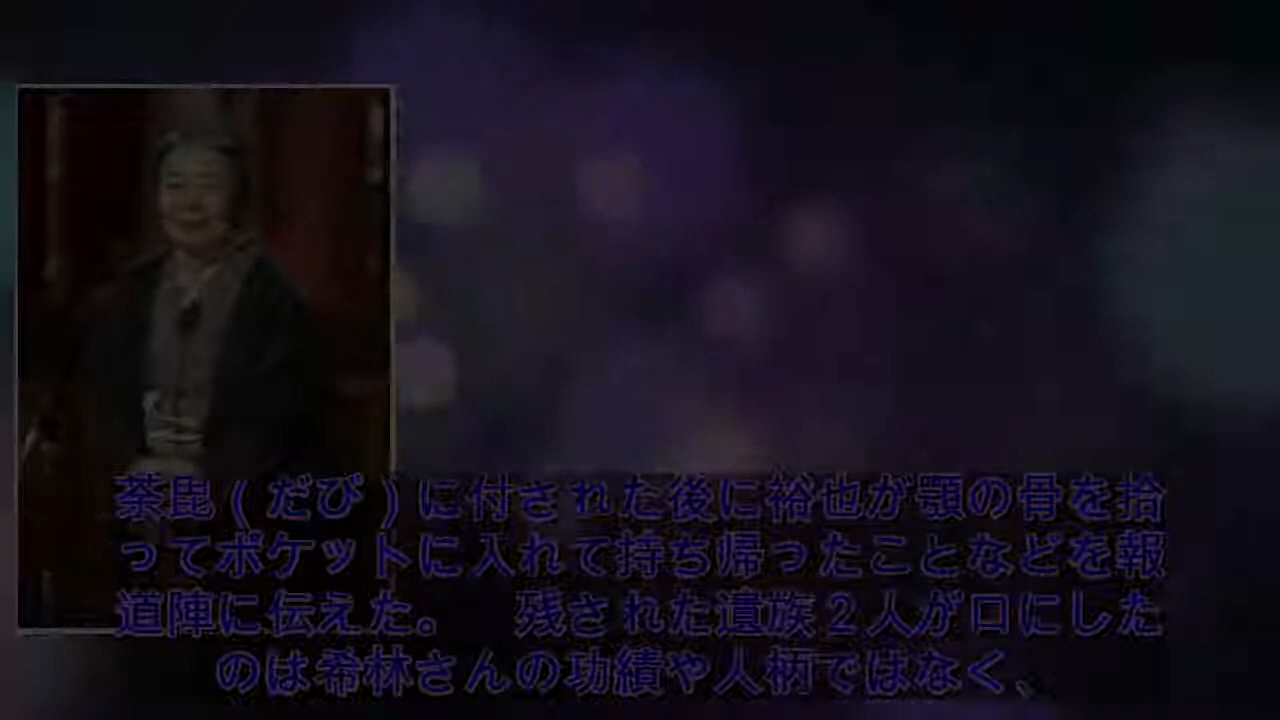 荼毘(だび)に付された後に裕也が顎の骨を拾
ってポケットに入れて持ち帰ったことなどを報
道陣に伝えた。　残された遺族２人が口にした
のは希林さんの功績や人柄ではなく、